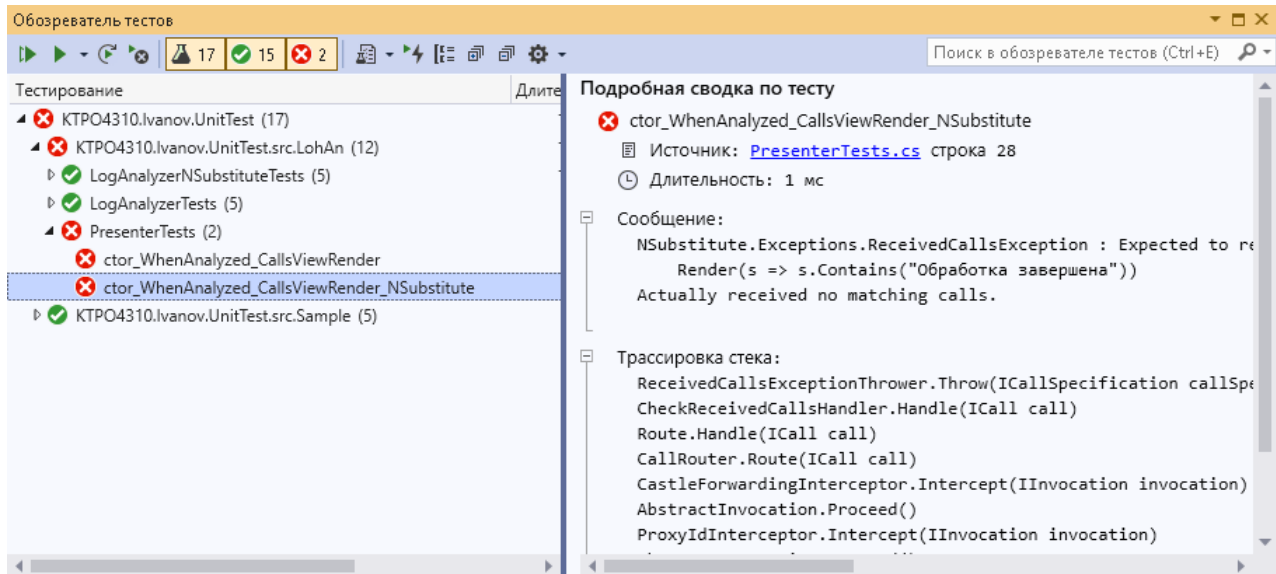 Обозреватель тестов
17 15 2 Поиск в обозревателе тестов (Ctrl+E)
Тестирование Длите
KTPO4310.Ivanov.UnitTest (17)
KTPO4310.Ivanov.UnitTest.src.LohAn (12)
LogAnalyzerNSubstituteTests (5)
LogAnalyzerTests (5)
PresenterTests (2)
ctor_WhenAnalyzed_CallsViewRender
ctor_WhenAnalyzed_CallsViewRender_NSubstitute
KTPO4310.Ivanov.UnitTest.src.Sample (5)
Подробная сводка по тесту
ctor_WhenAnalyzed_CallsViewRender_NSubstitute
Источник: PresenterTests.cs строка 28
Длительность: 1 мс
Сообщение:
NSubstitute.Exceptions.ReceivedCallsException : Expected to re
Render(s => s.Contains("Обработка завершена"))
Actually received no matching calls.
Трассировка стека:
ReceivedCallsExceptionThrower.Throw(ICallSpecification callSpe
CheckReceivedCallsHandler.Handle(ICall call)
Route.Handle(ICall call)
CallRouter.Route(ICall call)
CastleForwardingInterceptor.Intercept(IInvocation invocation)
AbstractInvocation.Proceed()
ProxyIdInterceptor.Intercept(IInvocation invocation)